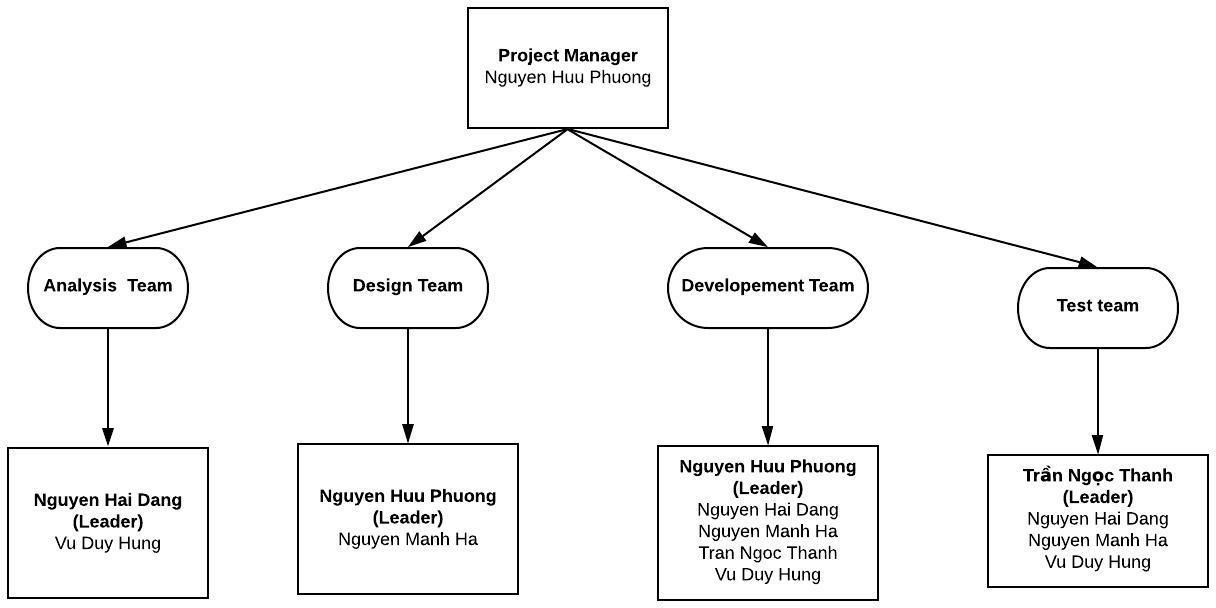 Project Manager
Nguyen Huu Phuong
Analysis  Team
Design Team
Developement Team
Test team
Nguyen Hai Dang
(Leader)
Vu Duy Hung
Nguyen Huu Phuong
(Leader)
Nguyen Manh Ha
Nguyen Huu Phuong
(Leader)
Nguyen Hai Dang
Nguyen Manh Ha
Tran Ngoc Thanh
Vu Duy Hung
Trần Ngọc Thanh
(Leader)
Nguyen Hai Dang
Nguyen Manh Ha
Vu Duy Hung